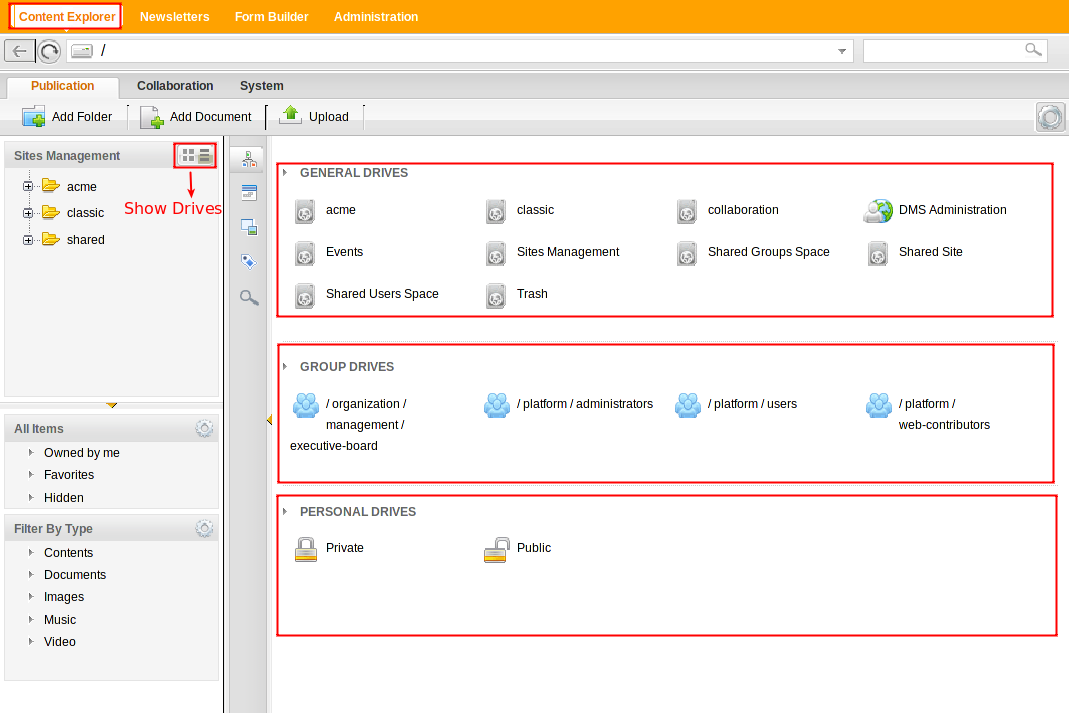 Content Explorer Newsletters Form Builder Administration
/
Publication Collaboration System
Add Folder Add Document Upload
Sites Management
acme
classic
shared
Show Drives
All Items
Owned by me
Favorites
Hidden
Filter By Type
Contents
Documents
Images
Music
Video
GENERAL DRIVES
acme classic collaboration DMS Administration
Events Sites Management Shared Groups Space Shared Site
Shared Users Space Trash
GROUP DRIVES
/ organization /
management /
executive-board
/ platform / administrators
/ platform / users
/ platform /
web-contributors
PERSONAL DRIVES
Private Public